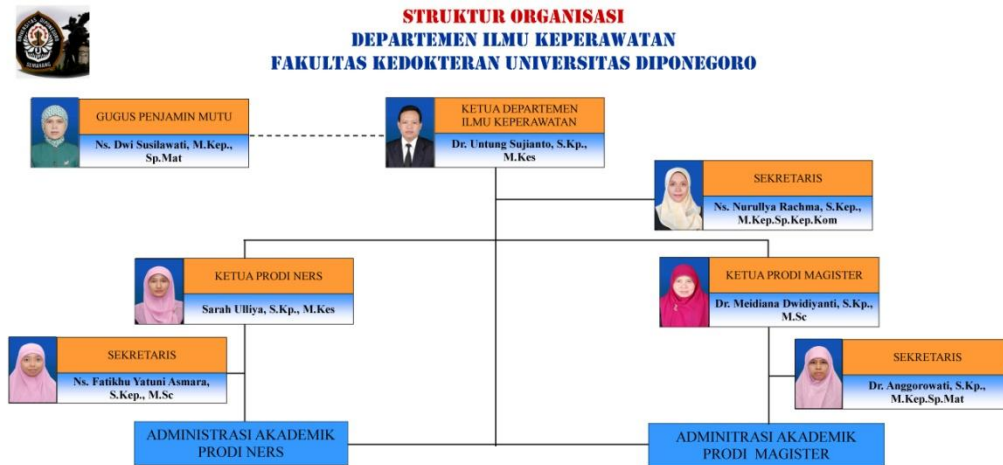 STRUKTUR ORGANISASI
DEPARTEMEN ILMU KEPERAWATAN
FAKULTAS KEDOKTERAN UNIVERSITAS DIPONEGORO
GUGUS PENJAMIN MUTU
Ns. Dwi Susilawati, M.Kep.,
Sp.Mat
KETUA DEPARTEMEN
ILMU KEPERAWATAN
Dr. Untung Sujianto, S.Kp.,
M.Kes
SEKRETARIS
Ns. Nurullya Rachma, S.Kep.,
M.Kep.Sp.Kep.Kom
KETUA PRODI NERS
Sarah Ulliya, S.Kp., M.Kes
KETUA PRODI MAGISTER
Dr. Meidiana Dwidiyanti, S.Kp.,
M.Sc
SEKRETARIS
Ns. Fatikhu Yatuni Asmara,
S.Kep., M.Sc
SEKRETARIS
Dr. Anggorowati, S.Kp.,
M.Kep.Sp.Mat
ADMINISTRASI AKADEMIK
PRODI NERS
ADMINITRASI AKADEMIK
PRODI MAGISTER